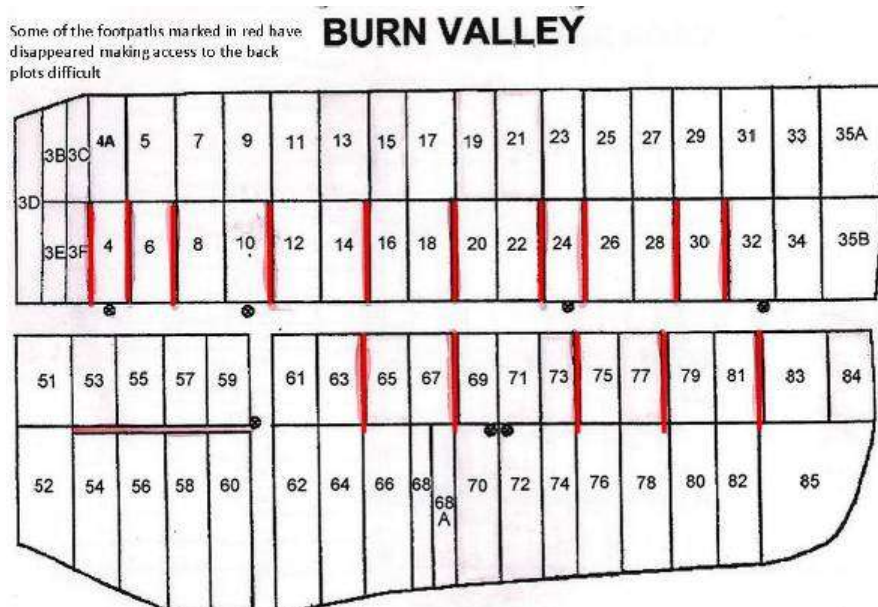 BURN VALLEY
Some of the footpaths marked in red have
disappeared making access to the back
plots difficult
3B 3C 4A 5 7 9 11 13 15 17 19 21 23 25 27 29 31 33 35A
3D
3E 3F 4 6 8 10 12 14 16 18 20 22 24 26 28 30 32 34 35B
51 53 55 57 59 61 63 65 67 69 71 73 75 77 79 81 83 84
52 54 56 58 60 62 64 66 68 68 70 72 74 76 78 80 82 85
A